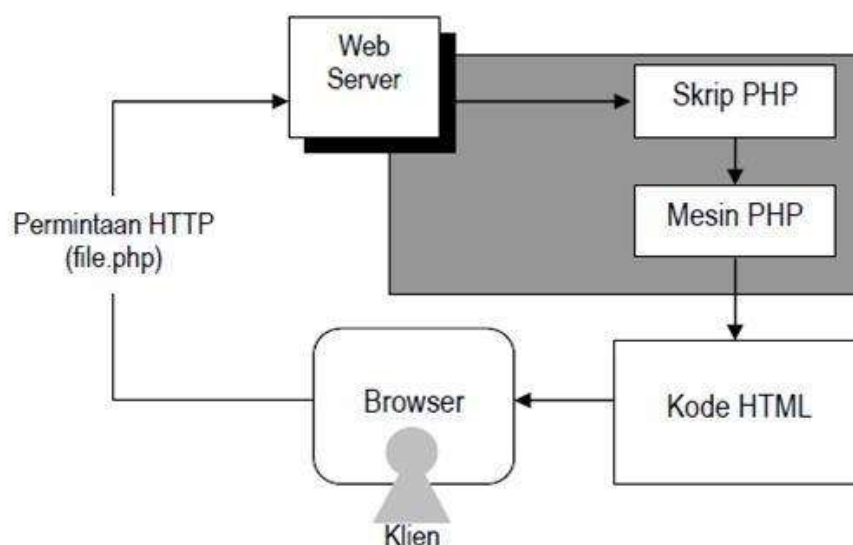 Web
Server
Skrip PHP
Mesin PHP
Permintaan HTTP
(file.php)
Browser
Kode HTML
Klien